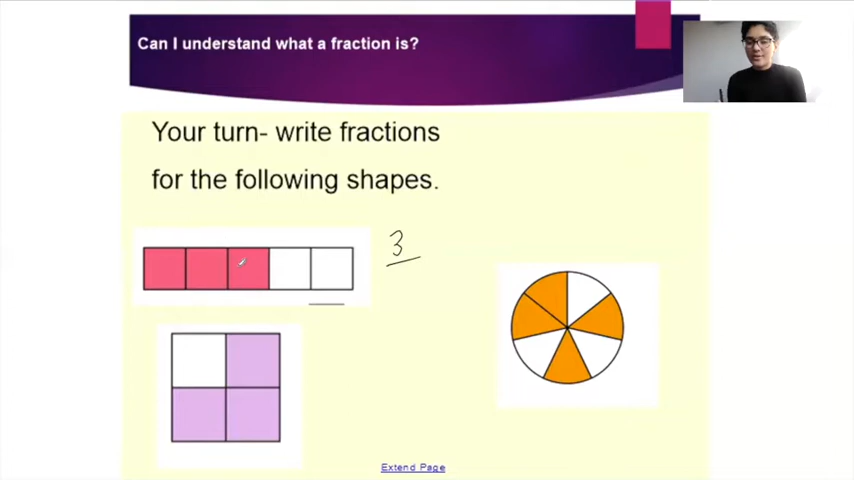 Can I understand what a fraction is?
Your turn- write fractions
for the following shapes.
3
Extend Page